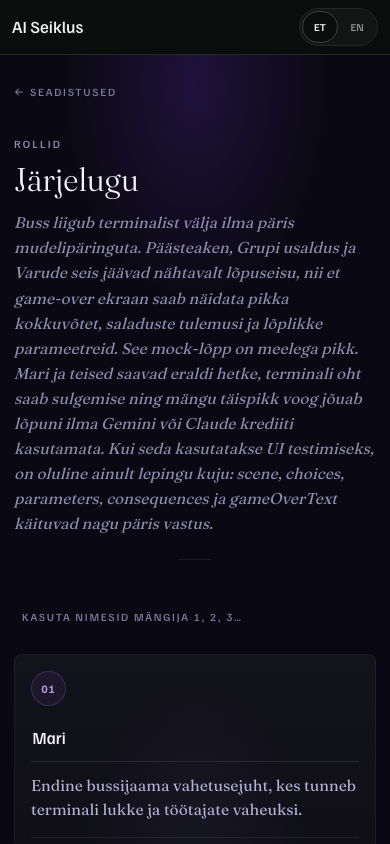 AI Seiklus
ET EN
← SEADISTUSED
ROLLID
Järjelugu
Buss liigub terminalist välja ilma päris
mudelipäringuta. Päästeaken, Grupi usaldus ja
Varude seis jäävad nähtavalt lõpuseisu, nii et
game-over ekraan saab näidata pikka
kokkuvõtet, saladuste tulemusi ja lõplikke
parameetreid. See mock-lõpp on meelega pikk.
Mari ja teised saavad eraldi hetke, terminali oht
saab sulgemise ning mängu täispikk voog jõuab
lõpuni ilma Gemini või Claude krediiti
kasutamata. Kui seda kasutatakse UI testimiseks,
on oluline ainult lepingu kuju: scene, choices,
parameters, consequences ja gameOverText
käituvad nagu päris vastus.
KASUTA NIMESID MÄNGIJA 1, 2, 3…
01
Mari
Endine bussijaama vahetusejuht, kes tunneb
terminali lukke ja töötajate vaheuksi.